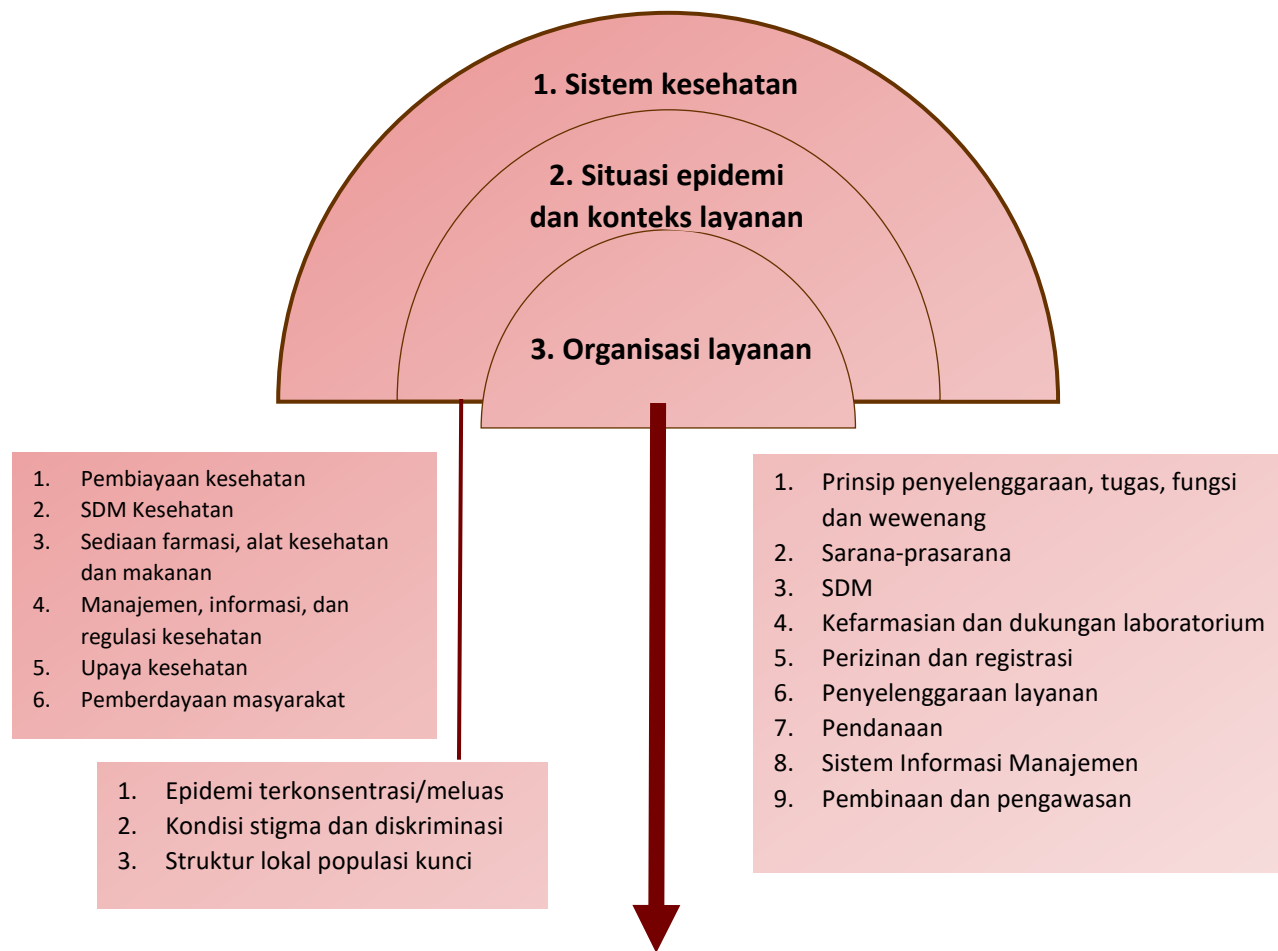 1. Sistem kesehatan
2. Situasi epidemi
dan konteks layanan
3. Organisasi layanan
1. Pembiayaan kesehatan
2. SDM Kesehatan
3. Sediaan farmasi, alat kesehatan
dan makanan
4. Manajemen, informasi, dan
regulasi kesehatan
5. Upaya kesehatan
6. Pemberdayaan masyarakat
1. Epidemi terkonsentrasi/meluas
2. Kondisi stigma dan diskriminasi
3. Struktur lokal populasi kunci
1. Prinsip penyelenggaraan, tugas, fungsi
dan wewenang
2. Sarana-prasarana
3. SDM
4. Kefarmasian dan dukungan laboratorium
5. Perizinan dan registrasi
6. Penyelenggaraan layanan
7. Pendanaan
8. Sistem Informasi Manajemen
9. Pembinaan dan pengawasan